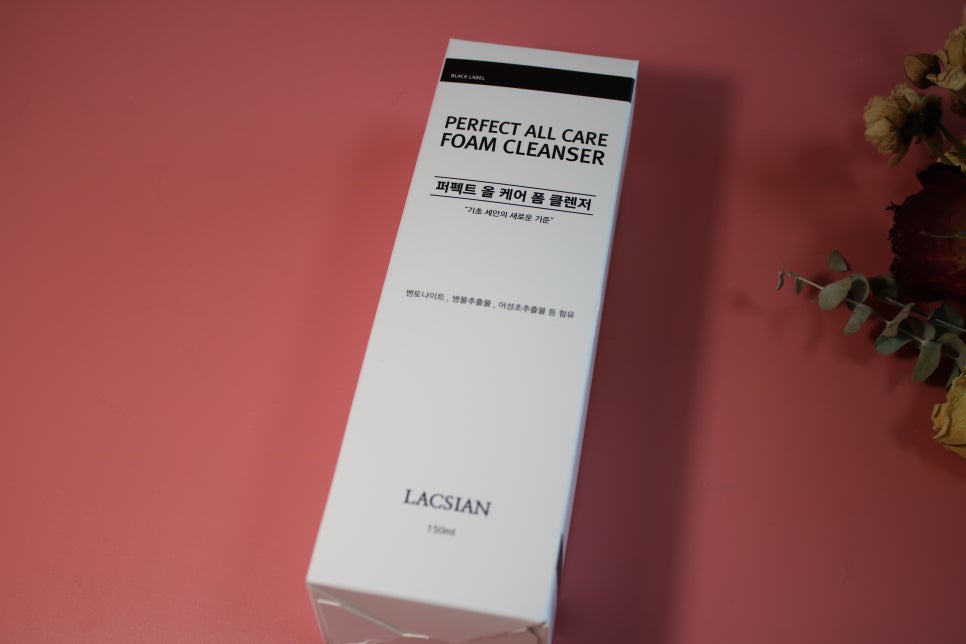 BLACK LABEL
PERFECT ALL CARE
FOAM CLEANSER
퍼펙트 올 케어 폼 클렌저
"기초 세안의 새로운 기준"
벤토나이트 , 병풀추출물 , 어성초추출물 등 함유
LACSIAN
150ml